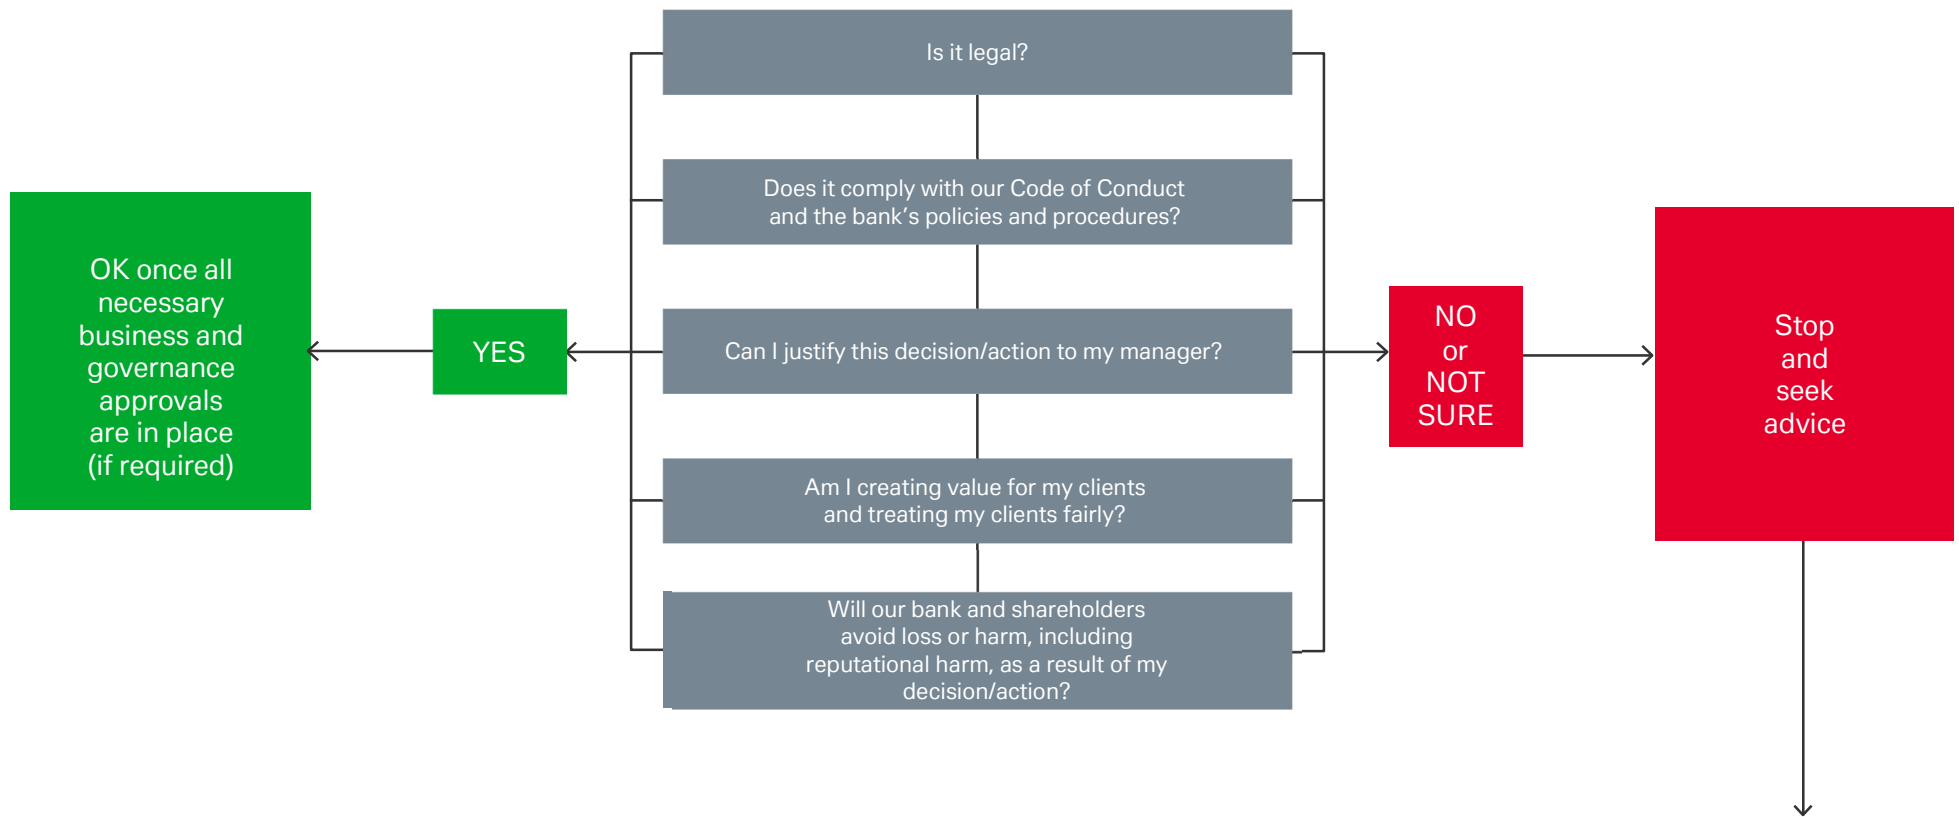 Is it legal?
Does it comply with our Code of Conduct
and the bank’s policies and procedures?
OK once all
necessary
business and
governance
approvals
are in place
(if required)
YES
Can I justify this decision/action to my manager?
NO
or
NOT
SURE
Stop
and
seek
advice
Am I creating value for my clients
and treating my clients fairly?
Will our bank and shareholders
avoid loss or harm, including
reputational harm, as a result of my
decision/action?